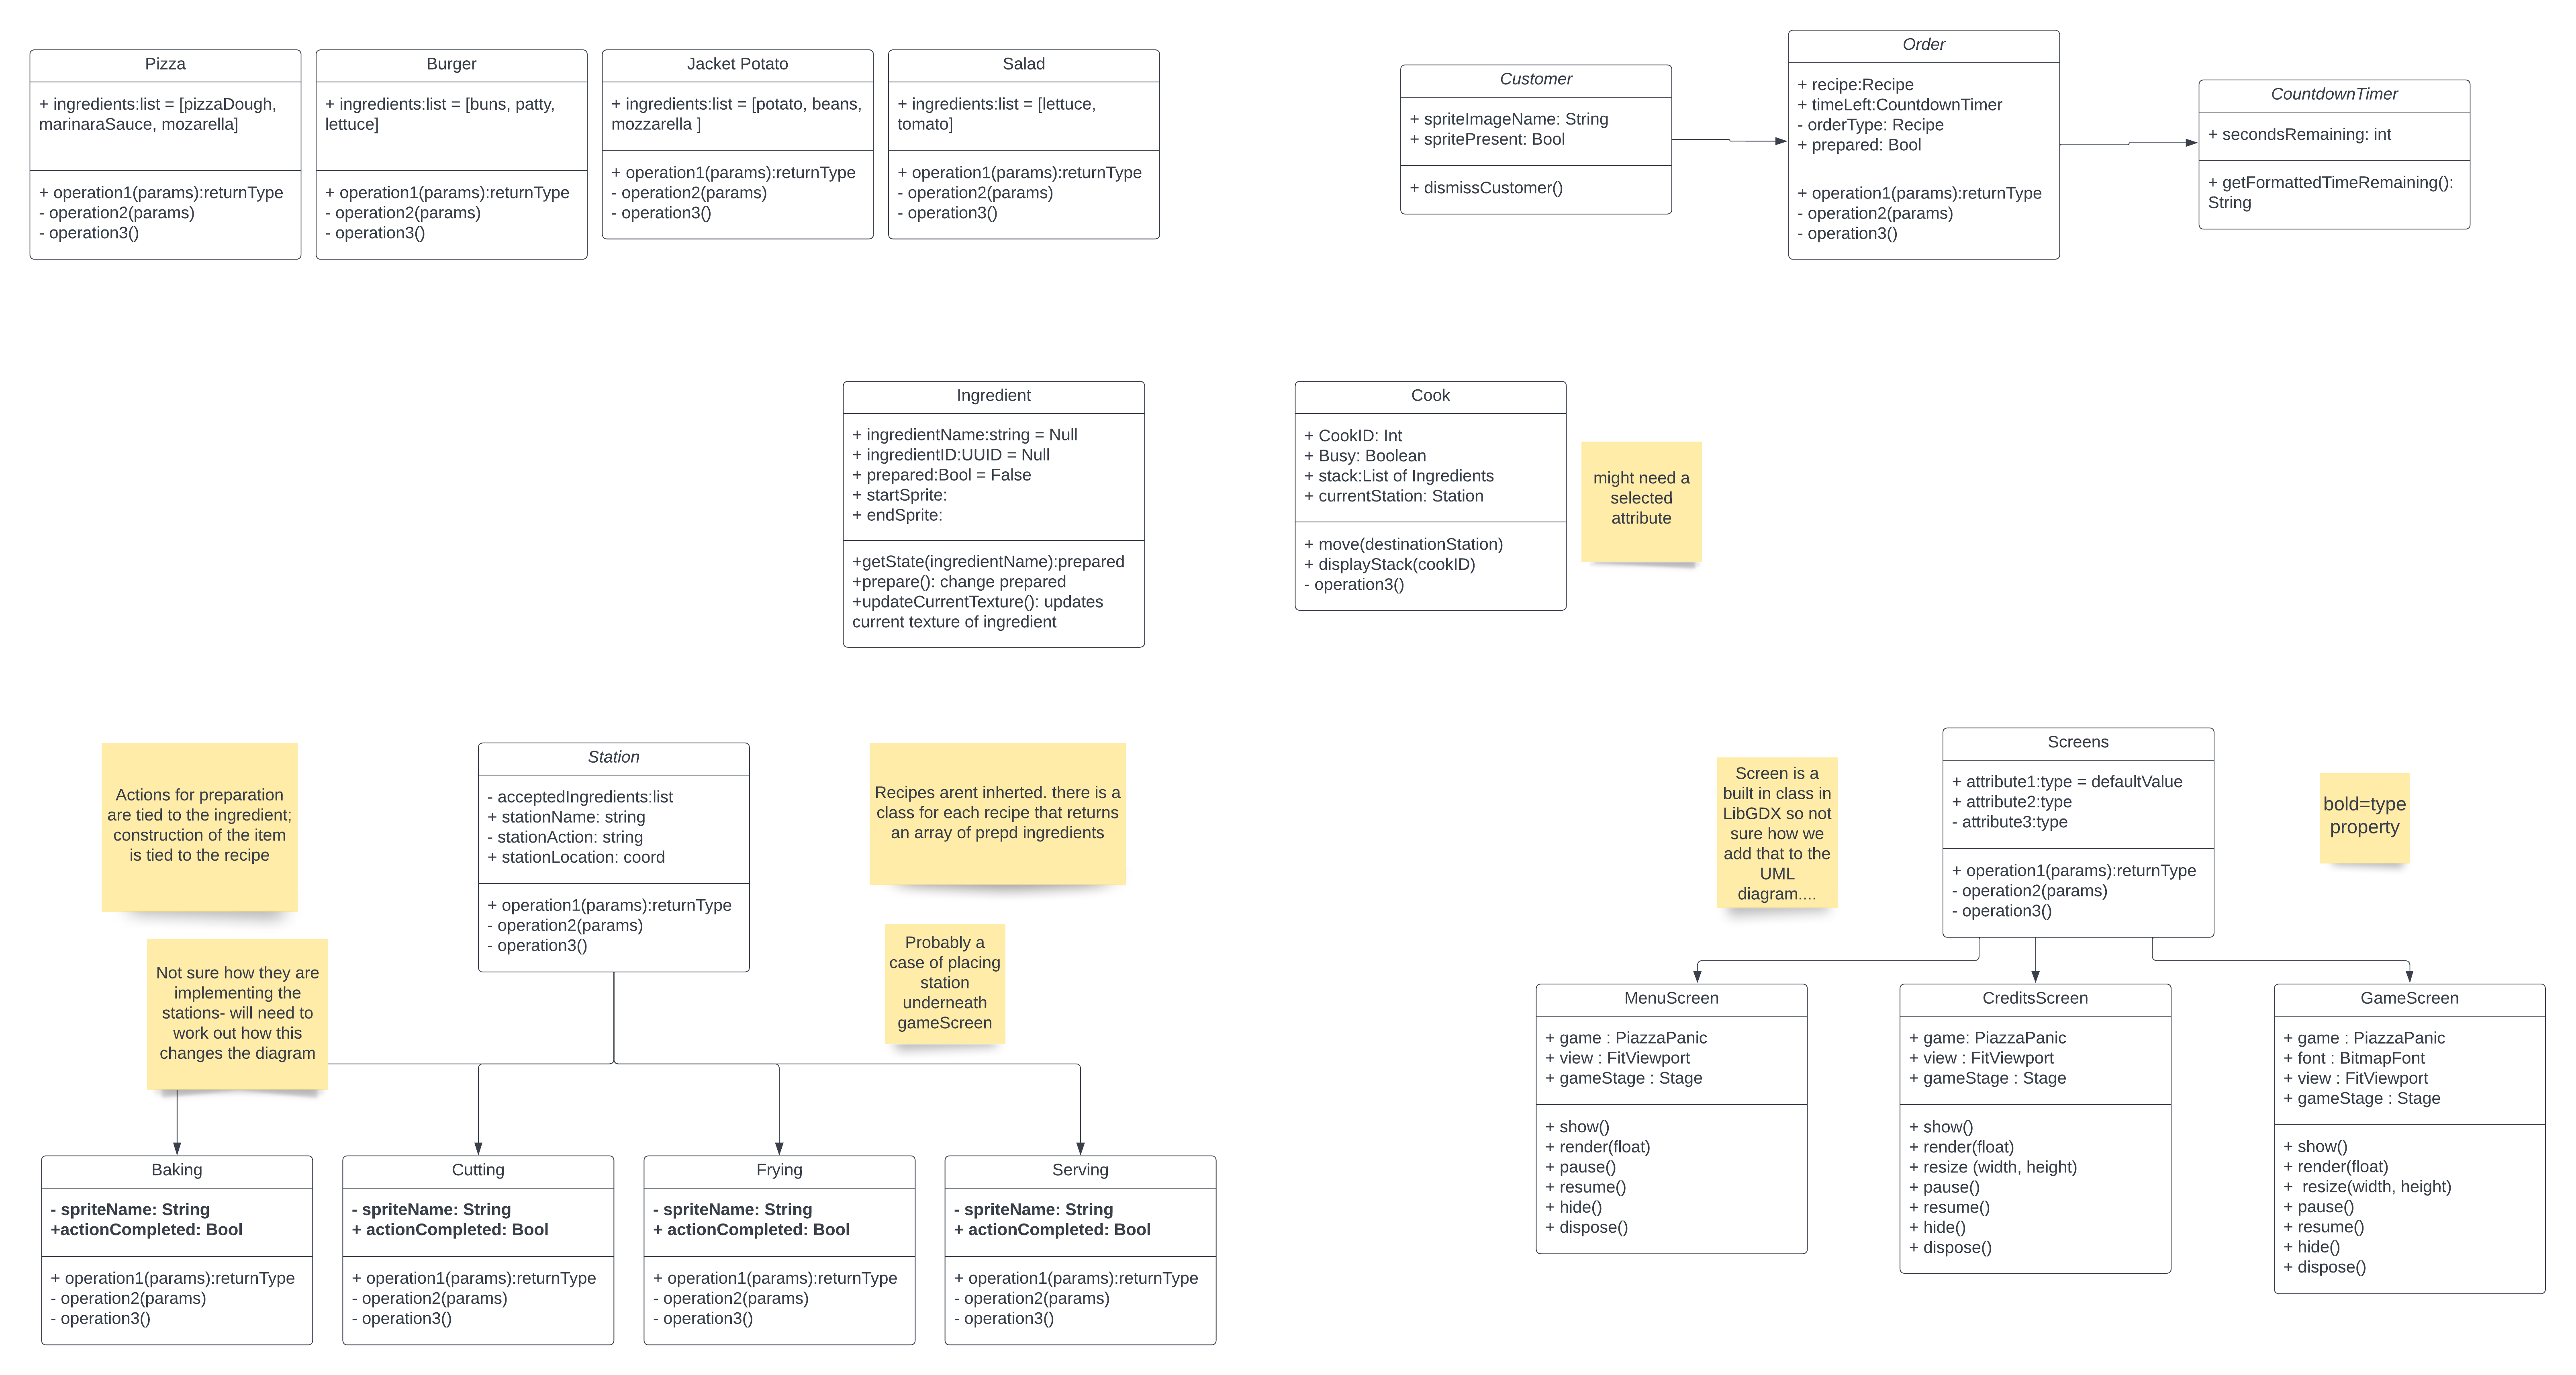 Pizza
+ ingredients:list = [pizzaDough,
marinaraSauce, mozarella]
+ operation1(params):returnType
- operation2(params)
- operation3()
Burger
+ ingredients:list = [buns, patty,
lettuce]
+ operation1(params):returnType
- operation2(params)
- operation3()
Jacket Potato
+ ingredients:list = [potato, beans,
mozzarella ]
+ operation1(params):returnType
- operation2(params)
- operation3()
Salad
+ ingredients:list = [lettuce,
tomato]
+ operation1(params):returnType
- operation2(params)
- operation3()
Customer
+ spriteImageName: String
+ spritePresent: Bool
+ dismissCustomer()
Order
+ recipe:Recipe
+ timeLeft:CountdownTimer
- orderType: Recipe
+ prepared: Bool
+ operation1(params):returnType
- operation2(params)
- operation3()
CountdownTimer
+ secondsRemaining: int
+ getFormattedTimeRemaining():
String
Ingredient
+ ingredientName:string = Null
+ ingredientID:UUID = Null
+ prepared:Bool = False
+ startSprite:
+ endSprite:
+getState(ingredientName):prepared
+prepare(): change prepared
+updateCurrentTexture(): updates
current texture of ingredient
Cook
+ CookID: Int
+ Busy: Boolean
+ stack:List of Ingredients
+ currentStation: Station
+ move(destinationStation)
+ displayStack(cookID)
- operation3()
might need a
selected
attribute
Actions for preparation
are tied to the ingredient;
construction of the item
is tied to the recipe
Not sure how they are
implementing the
stations- will need to
work out how this
changes the diagram
Station
- acceptedIngredients:list
+ stationName: string
- stationAction: string
+ stationLocation: coord
+ operation1(params):returnType
- operation2(params)
- operation3()
Recipes arent inherited. there is a
class for each recipe that returns
an array of prepd ingredients
Probably a
case of placing
station
underneath
gameScreen
Screen is a
built in class in
LibGDX so not
sure how we
add that to the
UML
diagram....
Screens
+ attribute1:type = defaultValue
+ attribute2:type
- attribute3:type
+ operation1(params):returnType
- operation2(params)
- operation3()
bold=type
property
Baking
- spriteName: String
+actionCompleted: Bool
+ operation1(params):returnType
- operation2(params)
- operation3()
Cutting
- spriteName: String
+ actionCompleted: Bool
+ operation1(params):returnType
- operation2(params)
- operation3()
Frying
- spriteName: String
+ actionCompleted: Bool
+ operation1(params):returnType
- operation2(params)
- operation3()
Serving
- spriteName: String
+ actionCompleted: Bool
+ operation1(params):returnType
- operation2(params)
- operation3()
MenuScreen
+ game : PiazzaPanic
+ view : FitViewport
+ gameStage : Stage
+ show()
+ render(float)
+ pause()
+ resume()
+ hide()
+ dispose()
CreditsScreen
+ game: PiazzaPanic
+ view : FitViewport
+ gameStage : Stage
+ show()
+ render(float)
+ resize (width, height)
+ pause()
+ resume()
+ hide()
+ dispose()
GameScreen
+ game : PiazzaPanic
+ font : BitmapFont
+ view : FitViewport
+ gameStage : Stage
+ show()
+ render(float)
+  resize(width, height)
+ pause()
+ resume()
+ hide()
+ dispose()